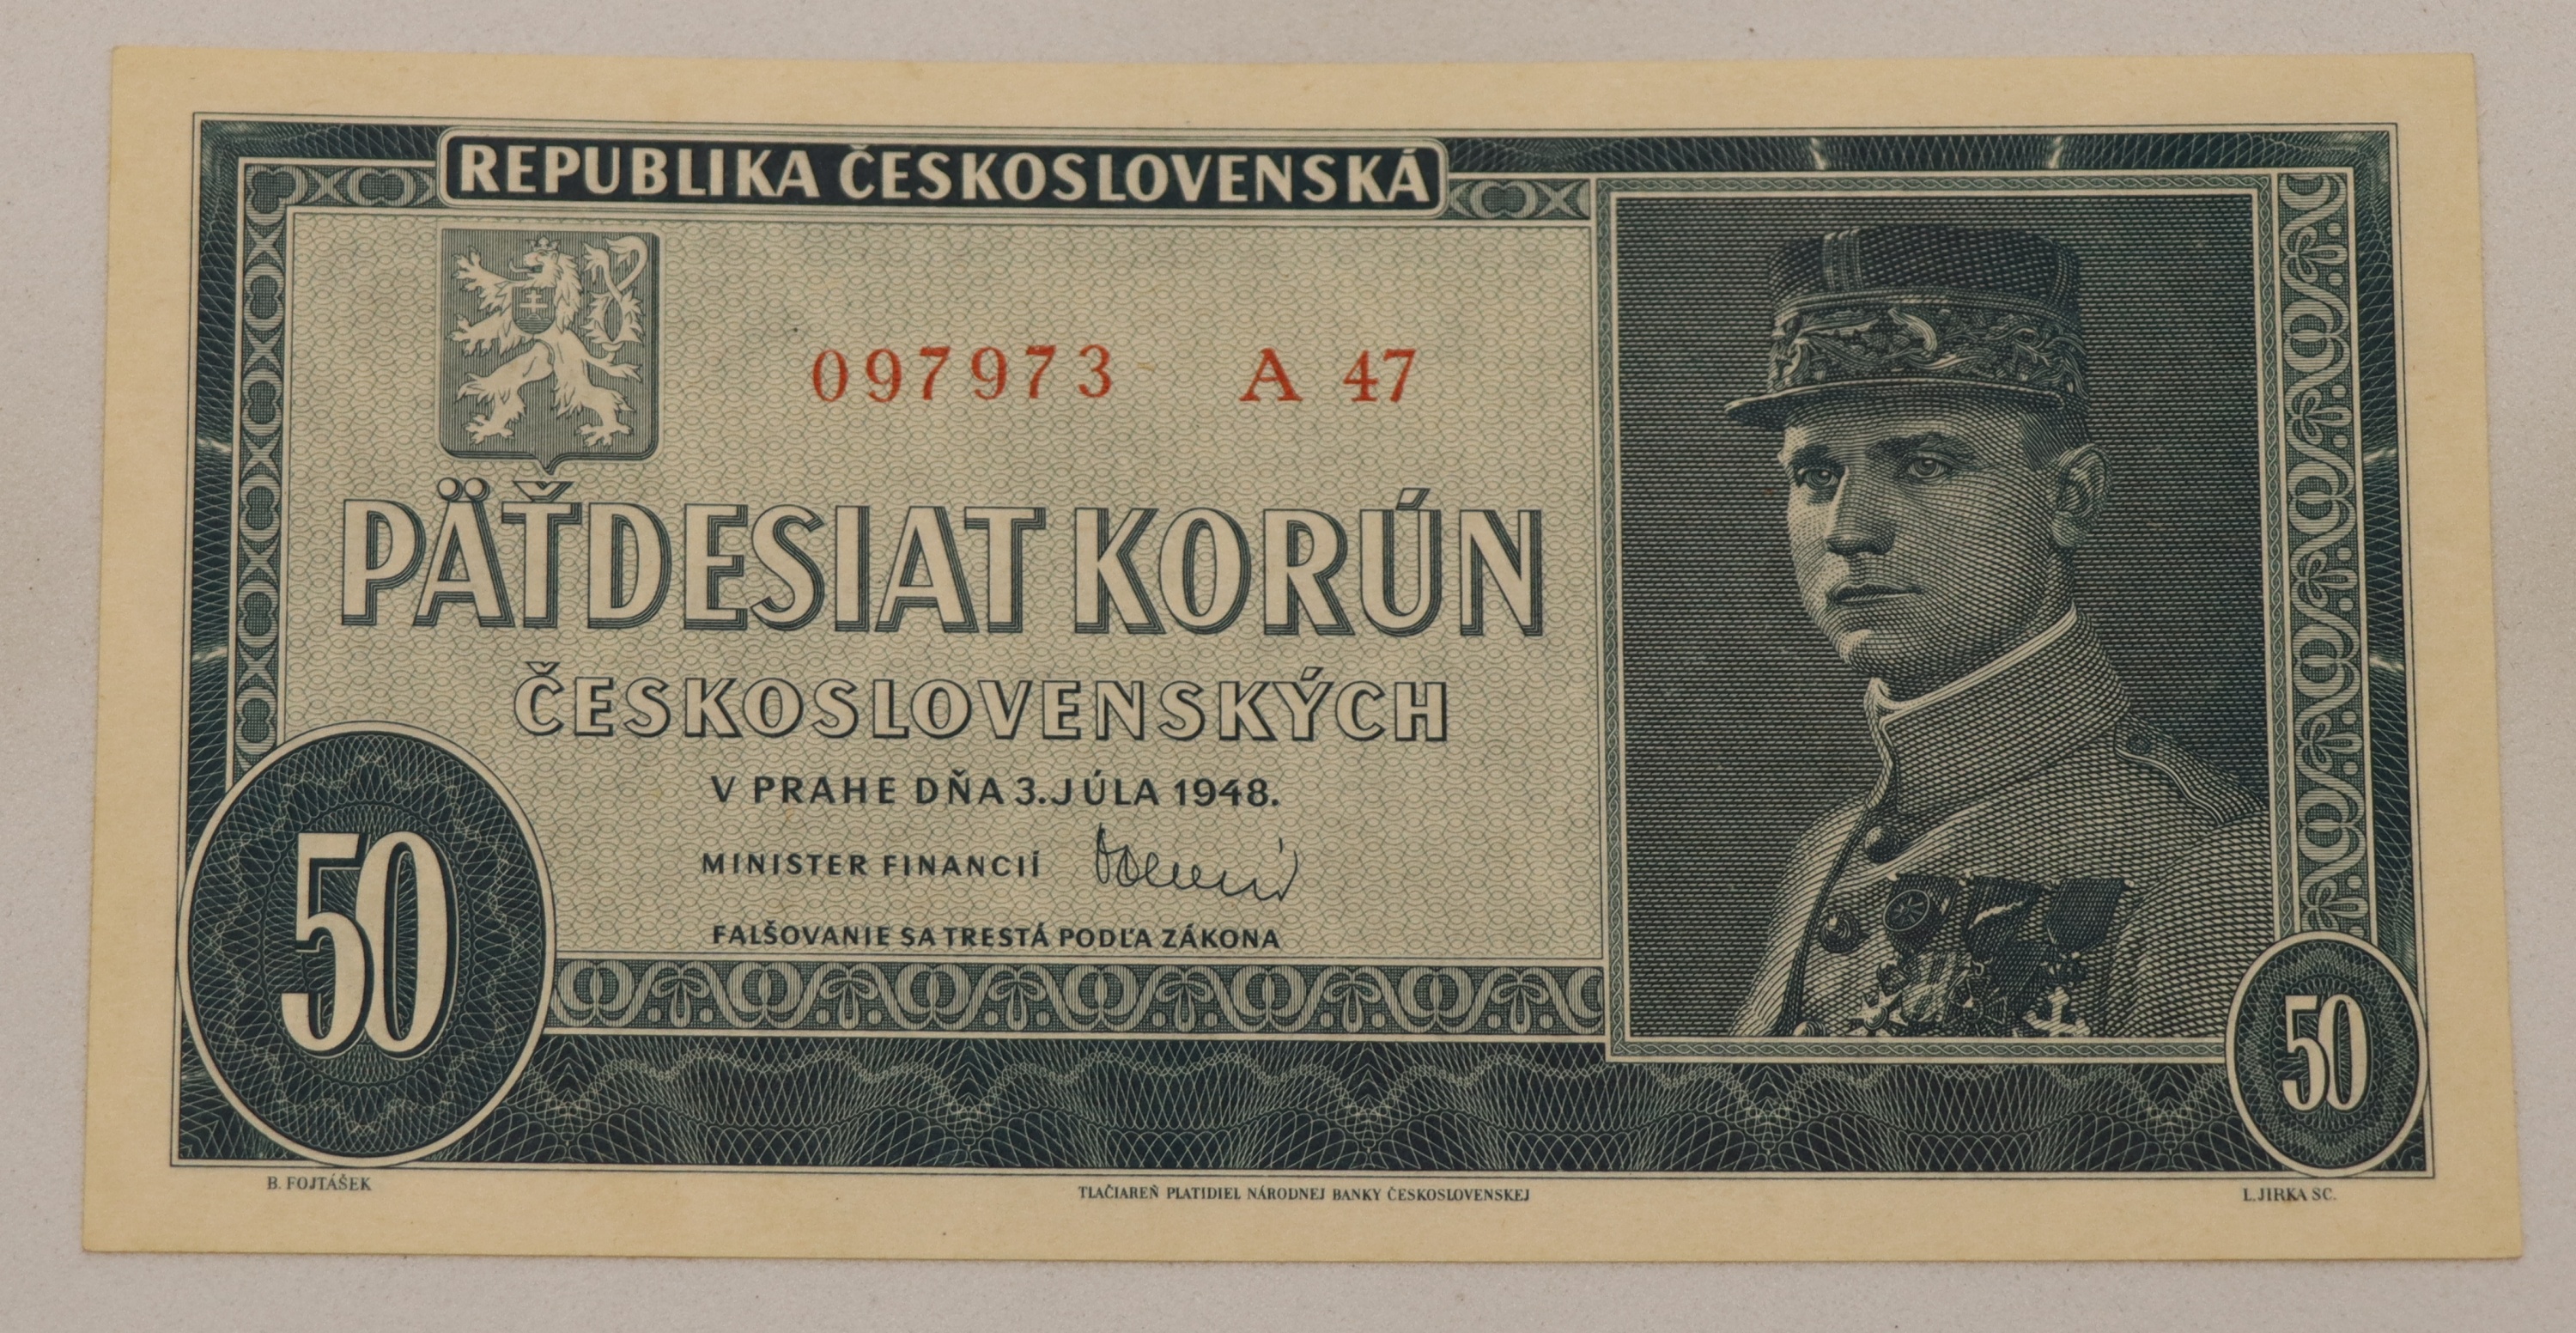 REPUBLIKA ČESKOSLOVENSKÁ
097973 A 47
PÄŤDESIAT KORÚN
ČESKOSLOVENSKÝCH
V PRAHE DŇA 3. JÚLA 1948.
MINISTER FINANCIÍ
FALŠOVANIE SA TRESTÁ PODĽA ZÁKONA
50
50
B. FOJTÁŠEK
TLAČIAREŇ PLATIDIEL NÁRODNEJ BANKY ČESKOSLOVENSKEJ
L. JIRKA SC.